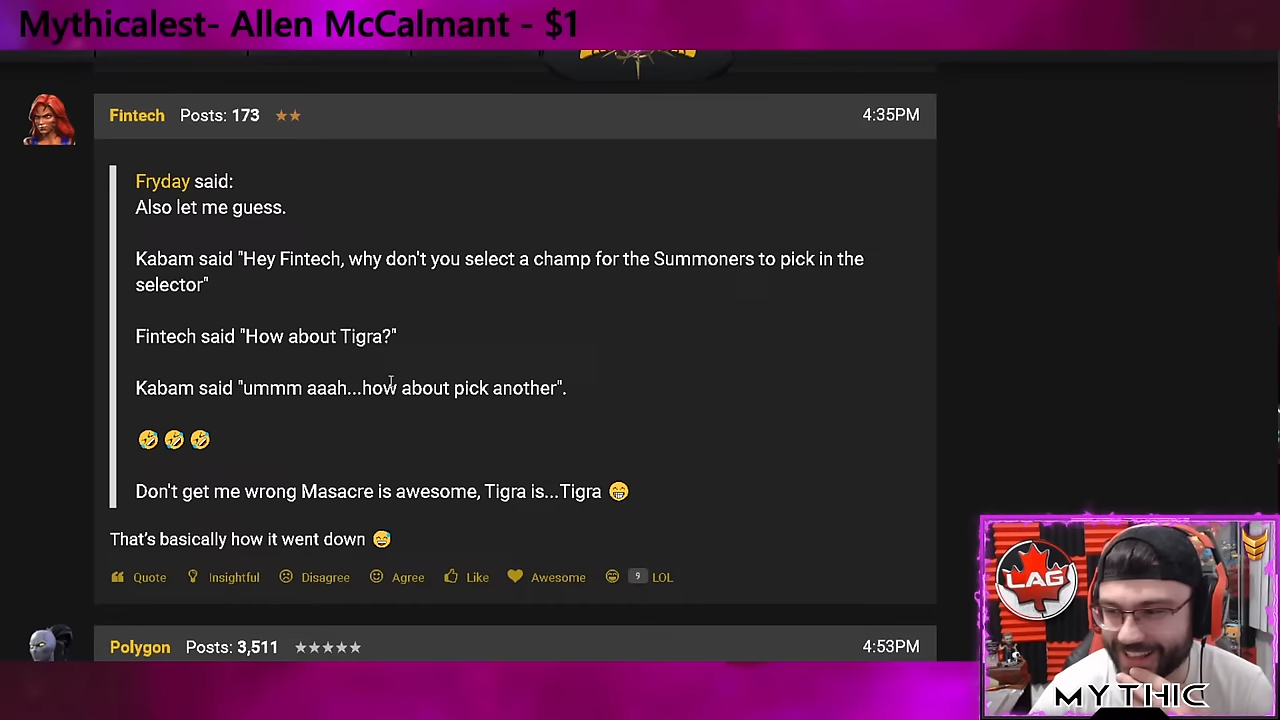 Mythicalest- Allen McCalmant - $1
Fintech Posts: 173 4:35PM
Fryday said:
Also let me guess.
Kabam said "Hey Fintech, why don't you select a champ for the Summoners to pick in the
selector"
Fintech said "How about Tigra?"
Kabam said "ummm aaah...how about pick another".
🤣🤣🤣
Don't get me wrong Masacre is awesome, Tigra is...Tigra 😁
That's basically how it went down 😅
Quote Insightful Disagree Agree Like Awesome 9 LOL
Polygon Posts: 3,511 4:53PM
LAG
MYTHIC